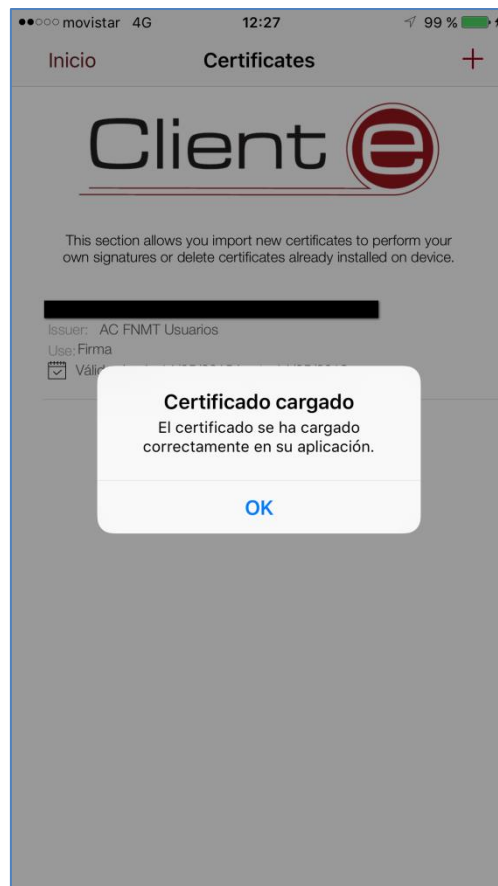 movistar 4G 12:27 99 %
Inicio Certificates +
Client e
This section allows you import new certificates to perform your
own signatures or delete certificates already installed on device.
Issuer: AC FNMT Usuarios
Use: Firma
Certificado cargado
El certificado se ha cargado
correctamente en su aplicación.
OK